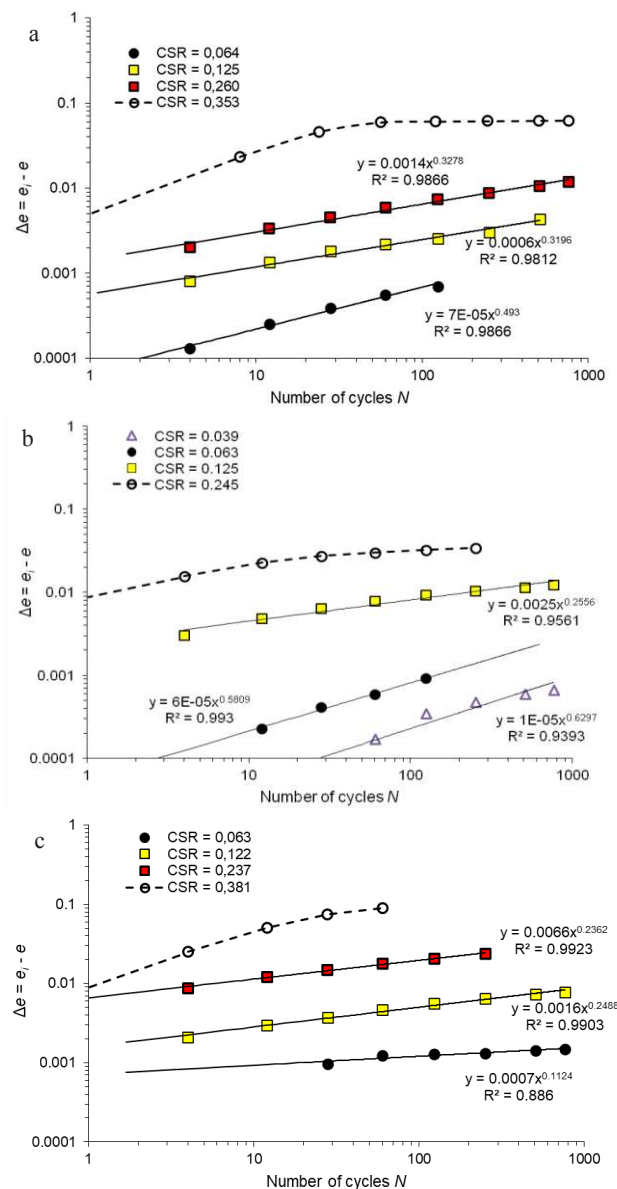 a
CSR = 0,064
CSR = 0,125
CSR = 0,260
CSR = 0,353
1
0.1
0.01
0.001
0.0001
Δe = eᵢ - e
y = 0.0014x^0.3278
R² = 0.9866
y = 0.0006x^0.3196
R² = 0.9812
y = 7E-05x^0.493
R² = 0.9866
1 10 100 1000
Number of cycles N
b
CSR = 0.039
CSR = 0.063
CSR = 0.125
CSR = 0.245
1
0.1
0.01
0.001
0.0001
Δe = eᵢ - e
y = 0.0025x^0.2556
R² = 0.9561
y = 6E-05x^0.5809
R² = 0.993
y = 1E-05x^0.6297
R² = 0.9393
1 10 100 1000
Number of cycles N
c
CSR = 0,063
CSR = 0,122
CSR = 0,237
CSR = 0,381
1
0.1
0.01
0.001
0.0001
Δe = eᵢ - e
y = 0.0066x^0.2362
R² = 0.9923
y = 0.0016x^0.2488
R² = 0.9903
y = 0.0007x^0.1124
R² = 0.886
1 10 100 1000
Number of cycles N